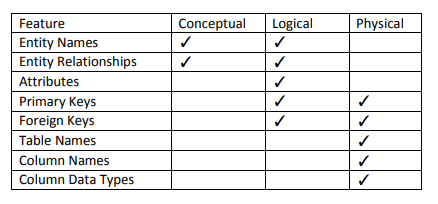 Feature Conceptual Logical Physical
Entity Names ✓ ✓
Entity Relationships ✓ ✓
Attributes ✓
Primary Keys ✓ ✓
Foreign Keys ✓ ✓
Table Names ✓
Column Names ✓
Column Data Types ✓